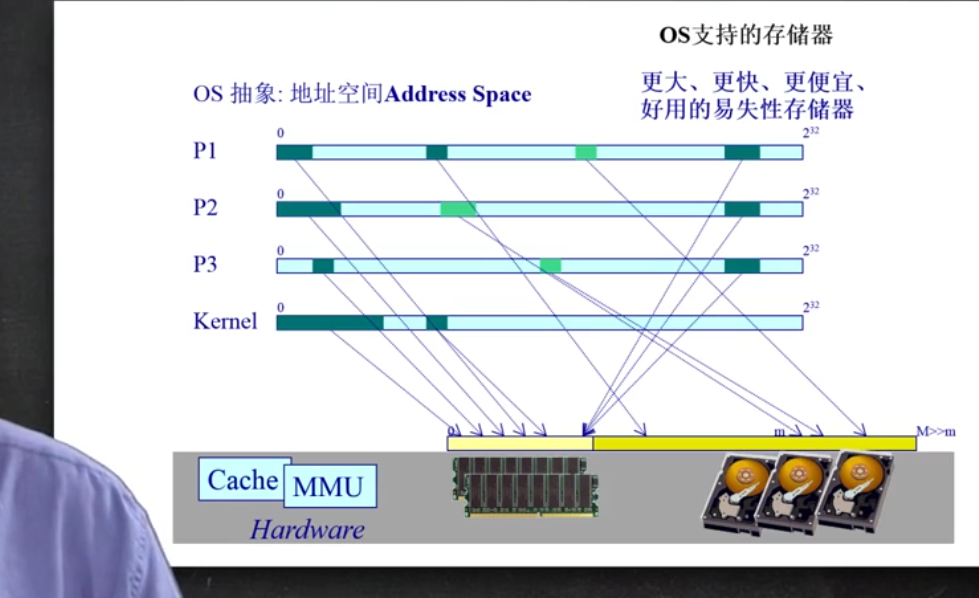 OS支持的存储器
更大、更快、更便宜、
好用的易失性存储器
OS 抽象: 地址空间Address Space
0
2³²
P1
0
2³²
P2
0
2³²
P3
0
2³²
Kernel
0
m
M>>m
Cache
MMU
Hardware